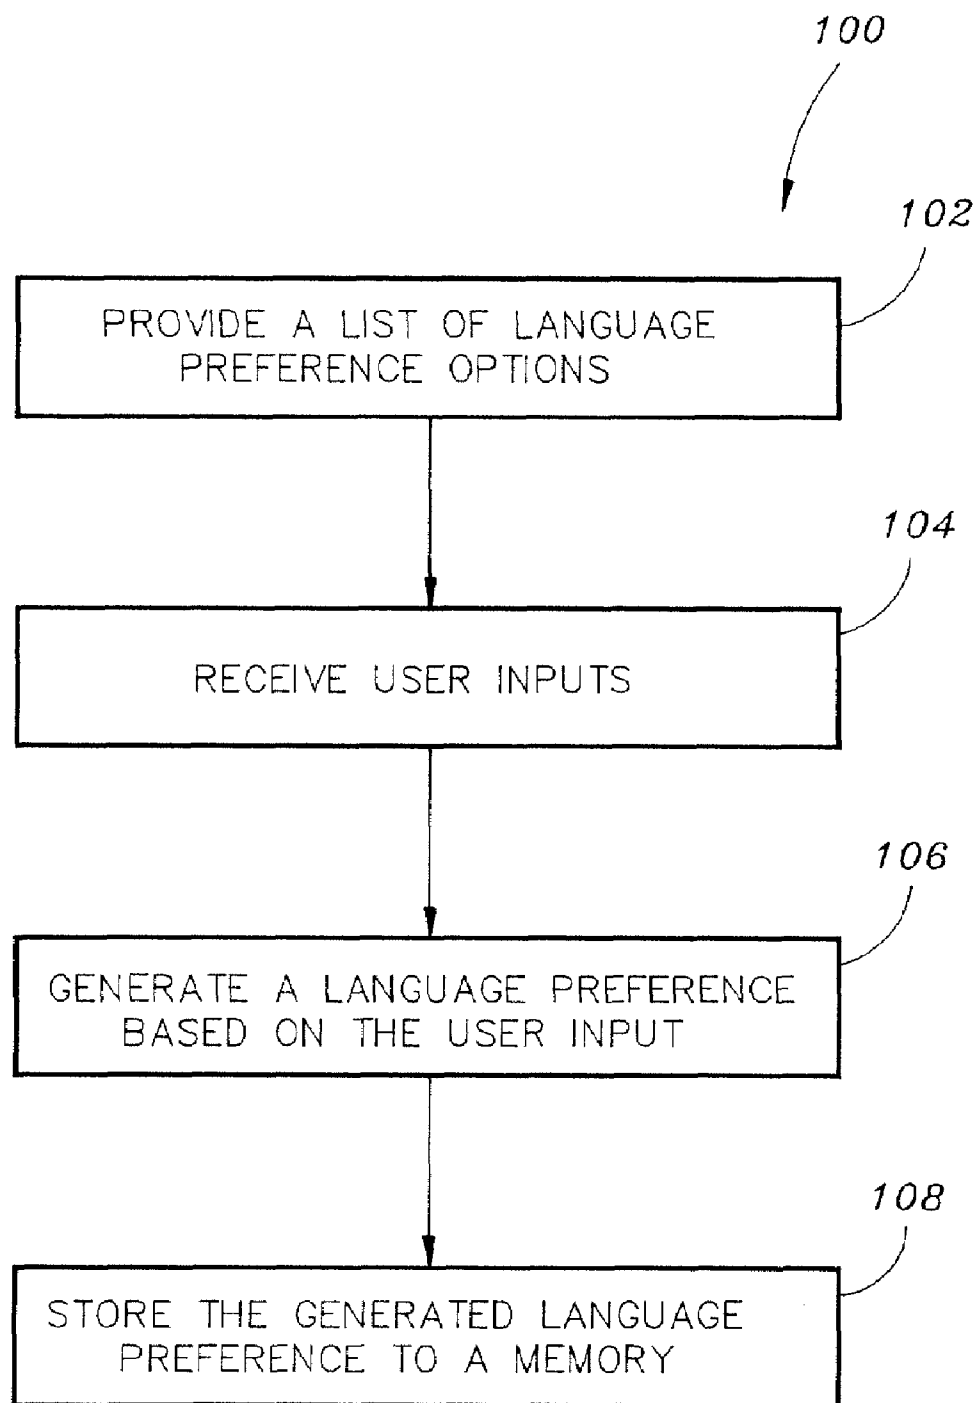 100
102
PROVIDE A LIST OF LANGUAGE
PREFERENCE OPTIONS
104
RECEIVE USER INPUTS
106
GENERATE A LANGUAGE PREFERENCE
BASED ON THE USER INPUT
108
STORE THE GENERATED LANGUAGE
PREFERENCE TO A MEMORY